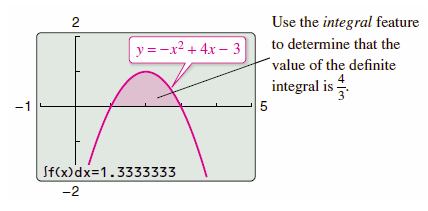 2
y = −x² + 4x − 3
Use the integral feature
to determine that the
value of the definite
integral is 4/3.
−1
5
∫f(x)dx=1.3333333
−2